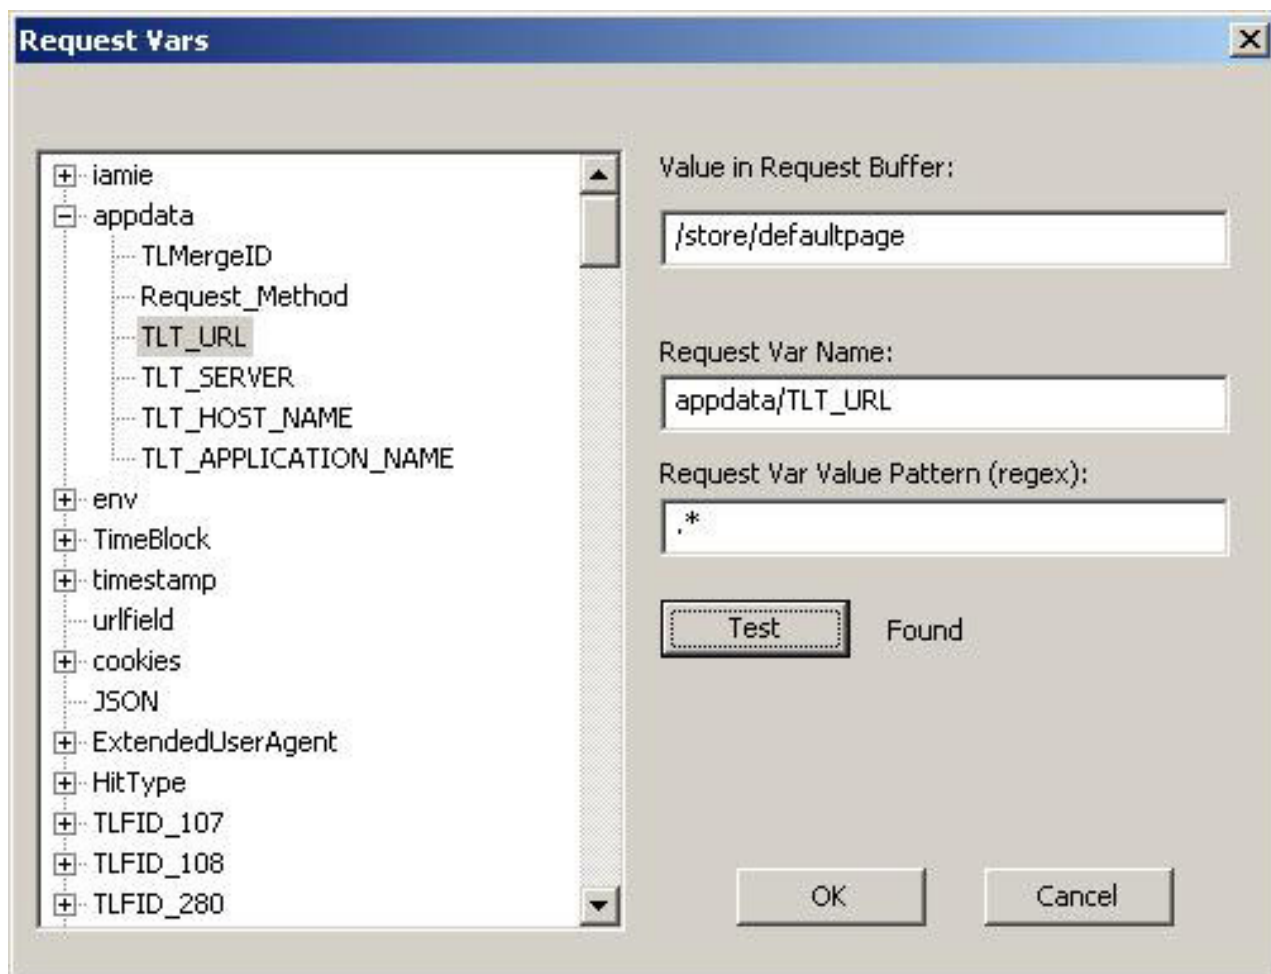 Request Vars
iamie
appdata
TLMergeID
Request_Method
TLT_URL
TLT_SERVER
TLT_HOST_NAME
TLT_APPLICATION_NAME
env
TimeBlock
timestamp
urlfield
cookies
JSON
ExtendedUserAgent
HitType
TLFID_107
TLFID_108
TLFID_280
Value in Request Buffer:
/store/defaultpage
Request Var Name:
appdata/TLT_URL
Request Var Value Pattern (regex):
.*
Test
Found
OK
Cancel